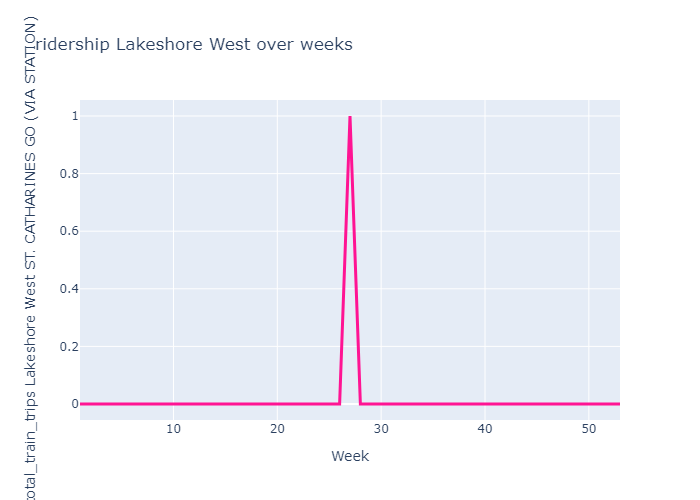 ridership Lakeshore West over weeks
total_train_trips Lakeshore West ST. CATHARINES GO (VIA STATION)
1
0.8
0.6
0.4
0.2
0
10 20 30 40 50
Week